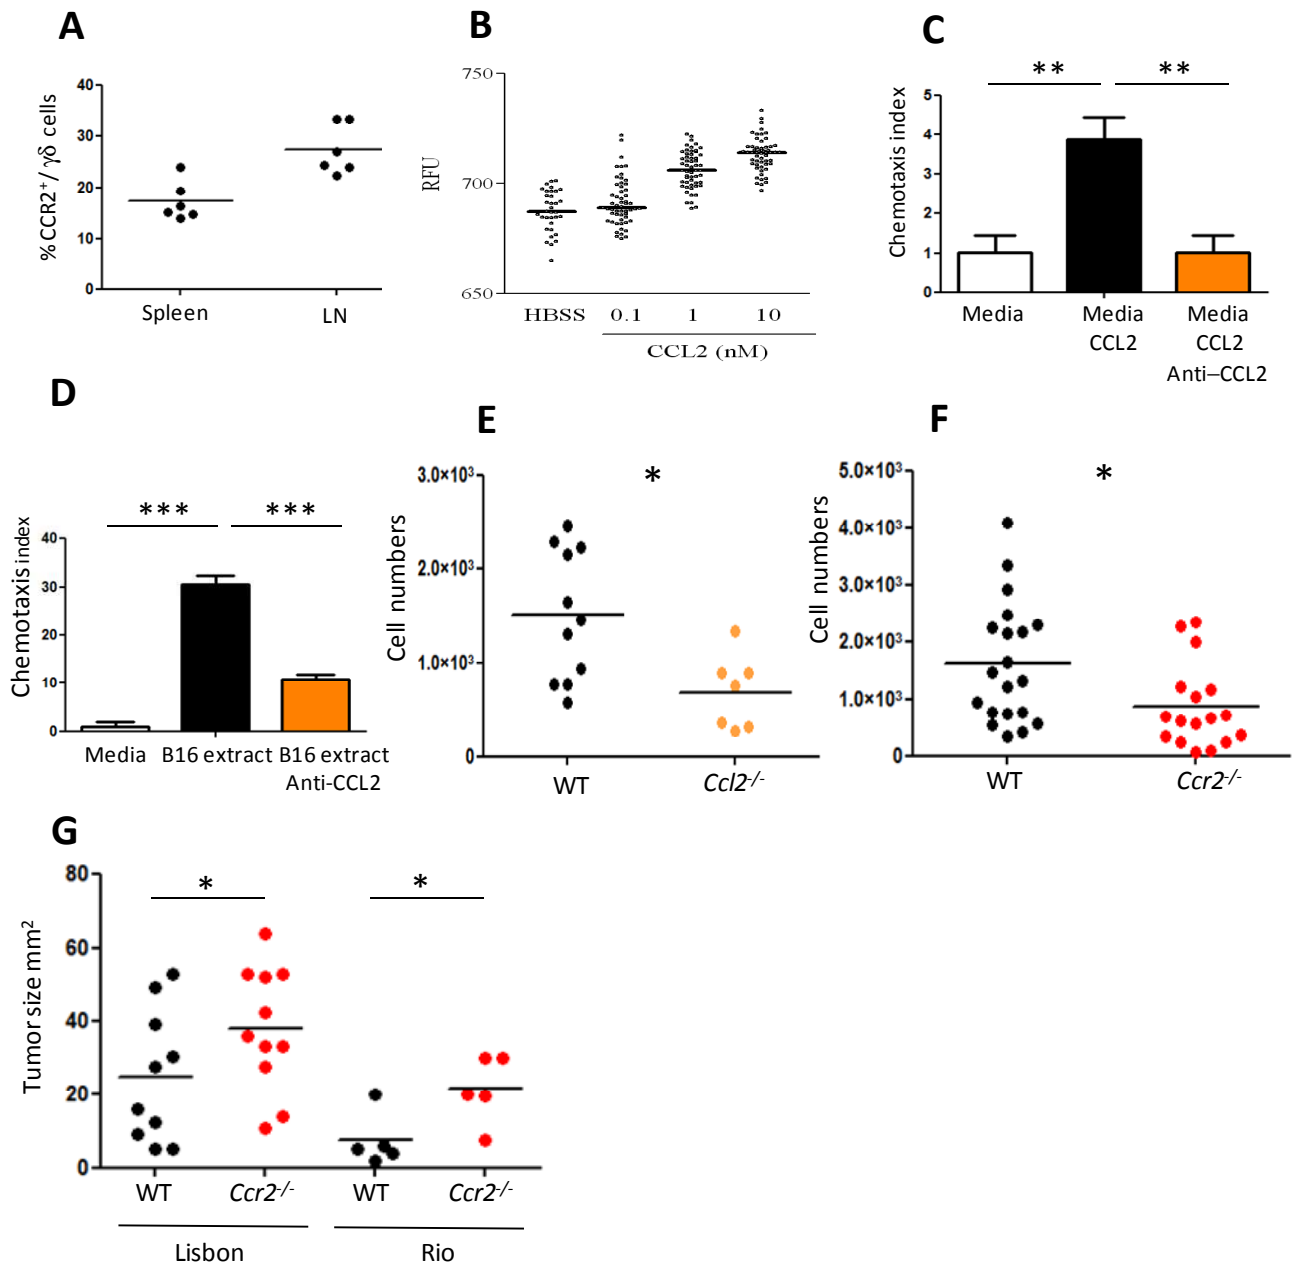 A
%CCR2+/ γδ cells
40
30
20
10
0
Spleen
LN
B
RFU
750
700
650
HBSS
0.1
1
10
CCL2 (nM)
C
Chemotaxis index
**
**
5
4
3
2
1
0
Media
Media
CCL2
Media
CCL2
Anti–CCL2
D
Chemotaxis index
***
***
40
30
20
10
0
Media
B16 extract
B16 extract
Anti-CCL2
E
Cell numbers
*
3.0×10³
2.0×10³
1.0×10³
0
WT
Ccl2-/-
F
Cell numbers
*
5.0×10³
4.0×10³
3.0×10³
2.0×10³
1.0×10³
0
WT
Ccr2-/-
G
Tumor size mm²
*
*
80
60
40
20
0
WT
Ccr2-/-
WT
Ccr2-/-
Lisbon
Rio